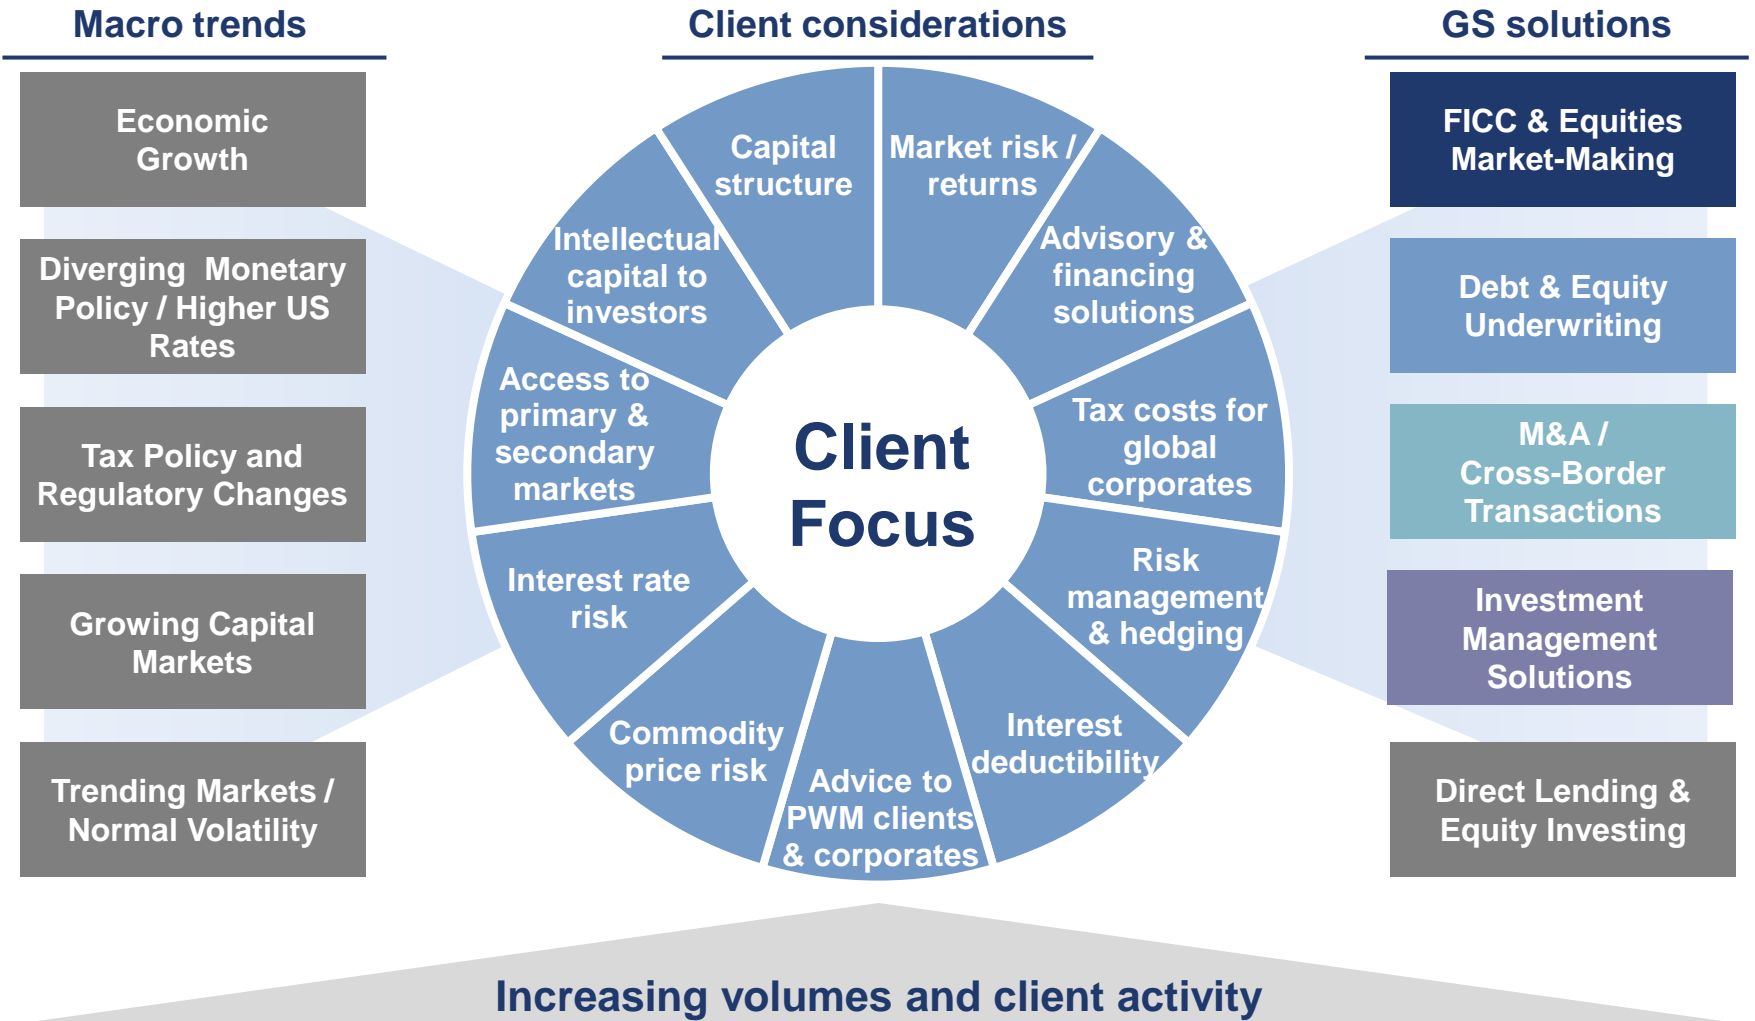 Macro trends
Economic
Growth
Diverging Monetary
Policy / Higher US
Rates
Tax Policy and
Regulatory Changes
Growing Capital
Markets
Trending Markets /
Normal Volatility
Client considerations
Capital
structure
Market risk /
returns
Advisory &
financing
solutions
Tax costs for
global
corporates
Risk
management
& hedging
Interest
deductibility
Advice to
PWM clients
& corporates
Commodity
price risk
Interest rate
risk
Access to
primary &
secondary
markets
Intellectual
capital to
investors
Client
Focus
GS solutions
FICC & Equities
Market-Making
Debt & Equity
Underwriting
M&A /
Cross-Border
Transactions
Investment
Management
Solutions
Direct Lending &
Equity Investing
Increasing volumes and client activity